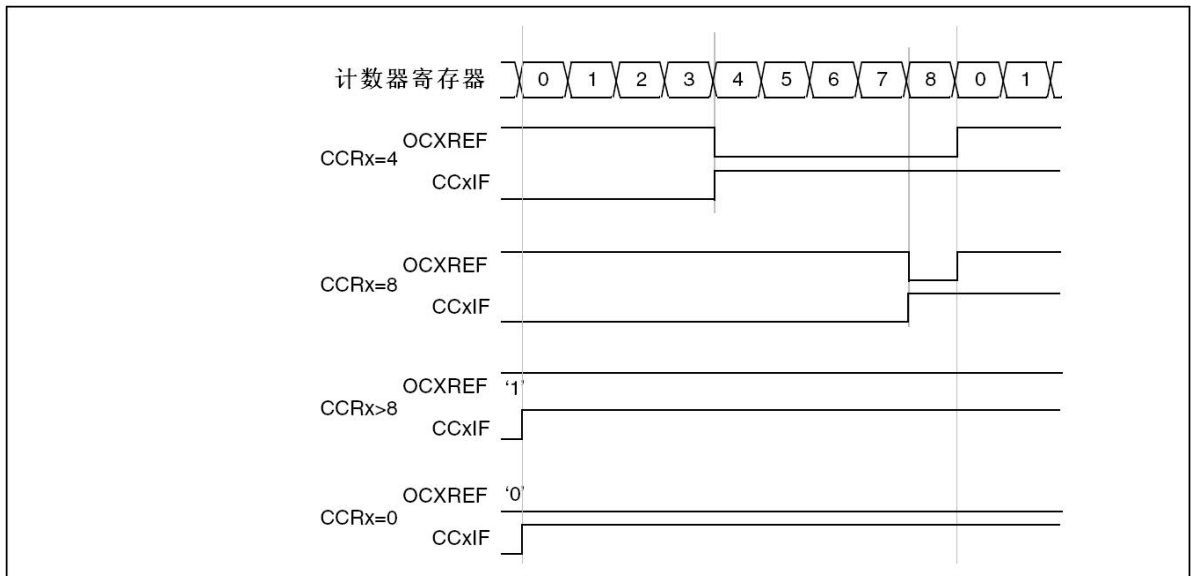 计数器寄存器 0 1 2 3 4 5 6 7 8 0 1
OCXREF
CCRx=4
CCxIF
OCXREF
CCRx=8
CCxIF
OCXREF ‘1’
CCRx>8
CCxIF
OCXREF ‘0’
CCRx=0
CCxIF